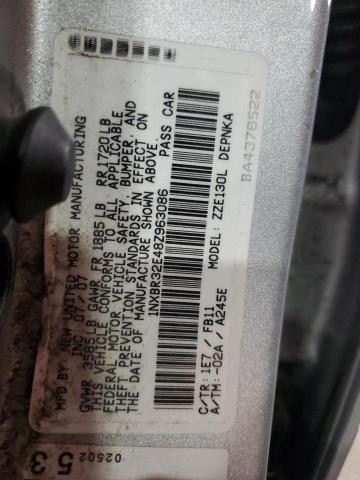 MFD BY: NEW UNITED MOTOR MANUFACTURING
INC 07/07
GVWR 3585LB GAWR FR 1885LB RR1720LB
THIS VEHICLE CONFORMS TO ALL APPLICABLE
FEDERAL MOTOR VEHICLE SAFETY, BUMPER, AND
THEFT PREVENTION STANDARDS IN EFFECT ON
THE DATE OF MANUFACTURE SHOWN ABOVE.
1NXBR32E48Z963086 PASS CAR
MODEL: ZZE130L DEPNKA
C/TR: 1E7 / FB11
A/TM: -02A / A245E
BA4378522
02502
53